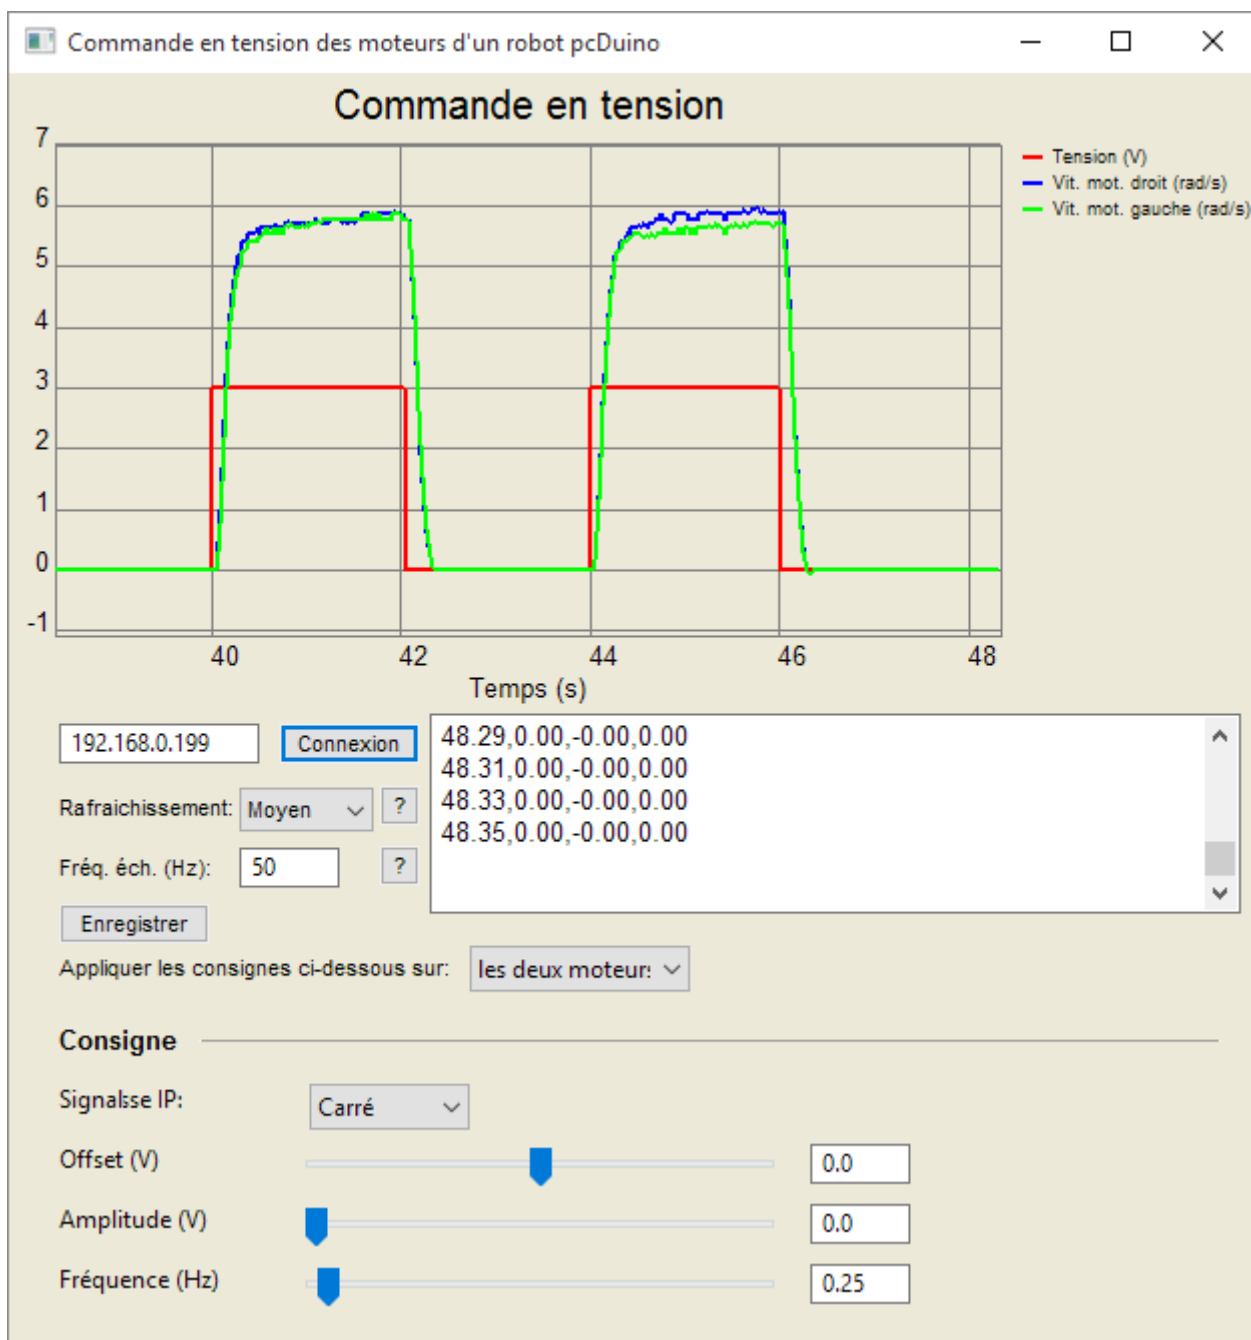 Commande en tension des moteurs d'un robot pcDuino
Commande en tension
7
6
5
4
3
2
1
0
-1
40 42 44 46 48
Temps (s)
Tension (V)
Vit. mot. droit (rad/s)
Vit. mot. gauche (rad/s)
192.168.0.199 Connexion
Rafraichissement: Moyen ?
Fréq. éch. (Hz): 50 ?
Enregistrer
48.29,0.00,-0.00,0.00
48.31,0.00,-0.00,0.00
48.33,0.00,-0.00,0.00
48.35,0.00,-0.00,0.00
Appliquer les consignes ci-dessous sur: les deux moteurs
Consigne
Signalsse IP: Carré
Offset (V) 0.0
Amplitude (V) 0.0
Fréquence (Hz) 0.25